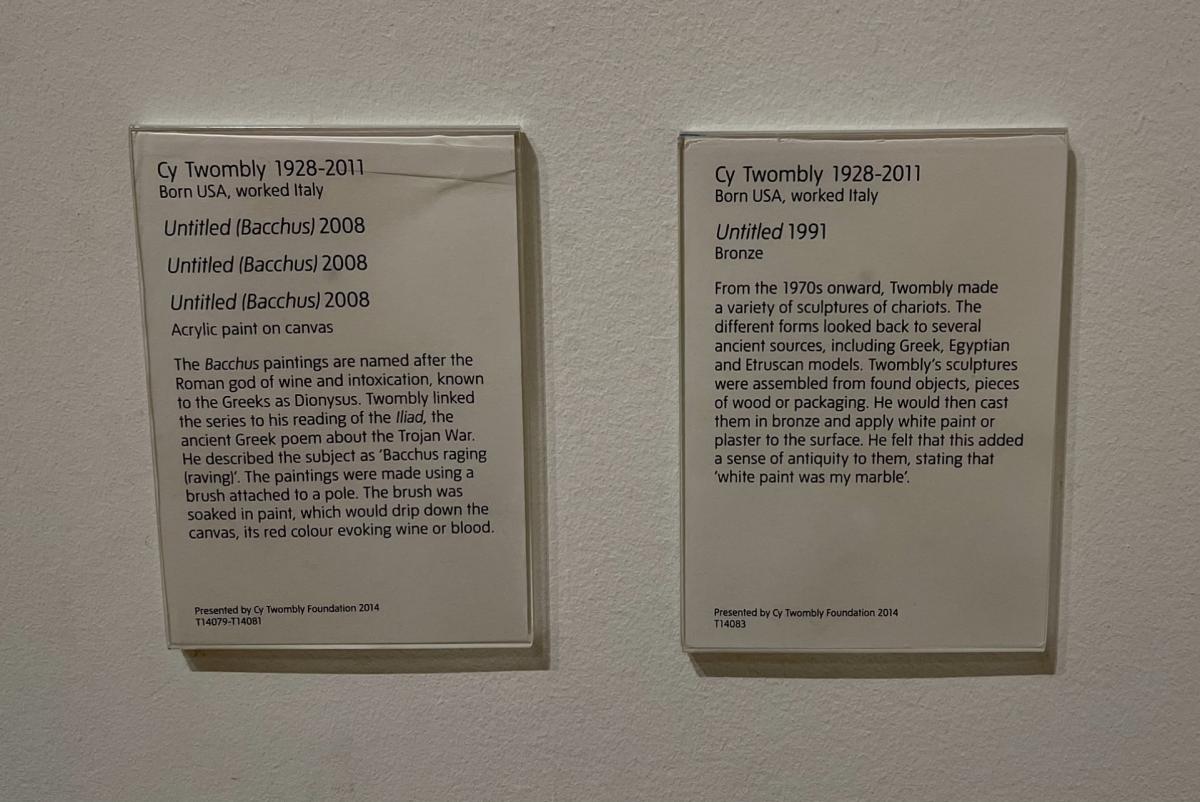 Cy Twombly 1928-2011
Born USA, worked Italy
Untitled (Bacchus) 2008
Untitled (Bacchus) 2008
Untitled (Bacchus) 2008
Acrylic paint on canvas
The Bacchus paintings are named after the
Roman god of wine and intoxication, known
to the Greeks as Dionysus. Twombly linked
the series to his reading of the Iliad, the
ancient Greek poem about the Trojan War.
He described the subject as ‘Bacchus raging
(raving)’. The paintings were made using a
brush attached to a pole. The brush was
soaked in paint, which would drip down the
canvas, its red colour evoking wine or blood.
Presented by Cy Twombly Foundation 2014
T14079-T14081
Cy Twombly 1928-2011
Born USA, worked Italy
Untitled 1991
Bronze
From the 1970s onward, Twombly made
a variety of sculptures of chariots. The
different forms looked back to several
ancient sources, including Greek, Egyptian
and Etruscan models. Twombly’s sculptures
were assembled from found objects, pieces
of wood or packaging. He would then cast
them in bronze and apply white paint or
plaster to the surface. He felt that this added
a sense of antiquity to them, stating that
‘white paint was my marble’.
Presented by Cy Twombly Foundation 2014
T14083